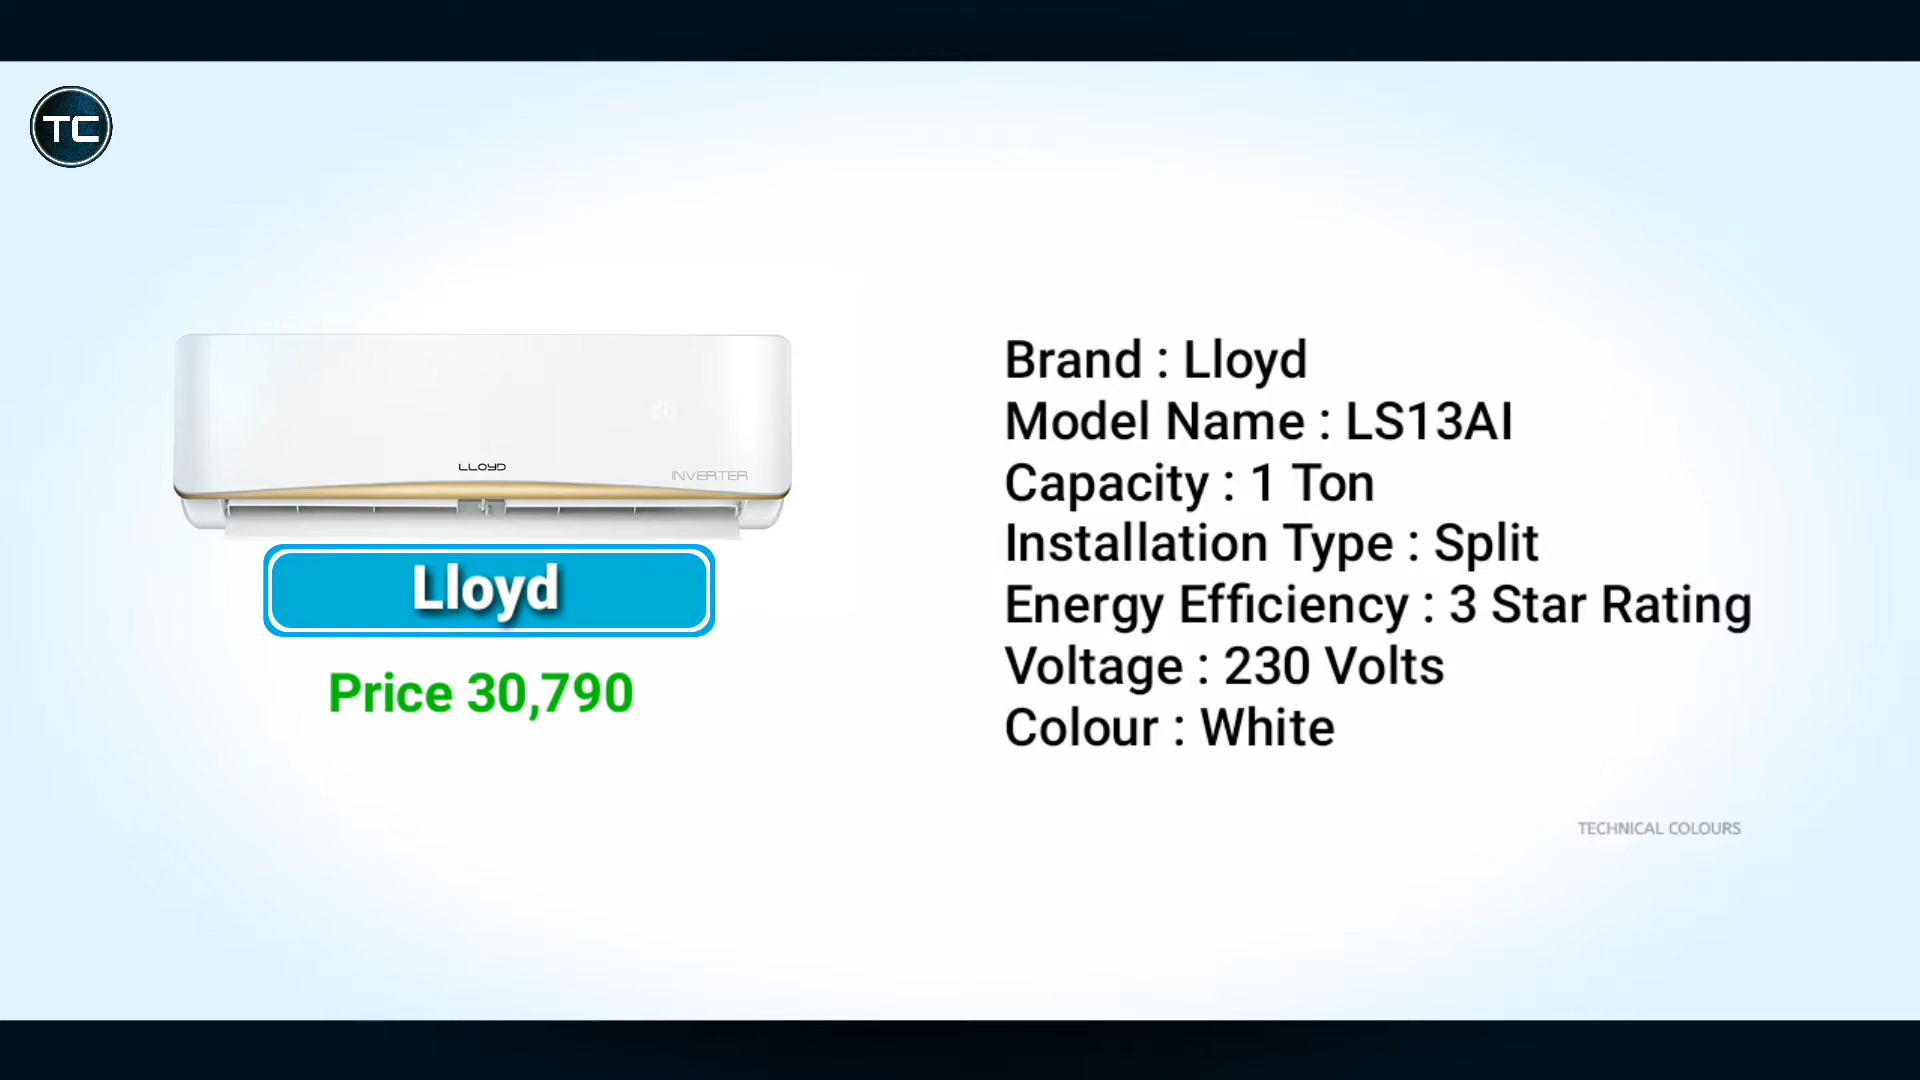 TC
LLOYD
INVERTER
Lloyd
Price 30,790
Brand : Lloyd
Model Name : LS13AI
Capacity : 1 Ton
Installation Type : Split
Energy Efficiency : 3 Star Rating
Voltage : 230 Volts
Colour : White
TECHNICAL COLOURS